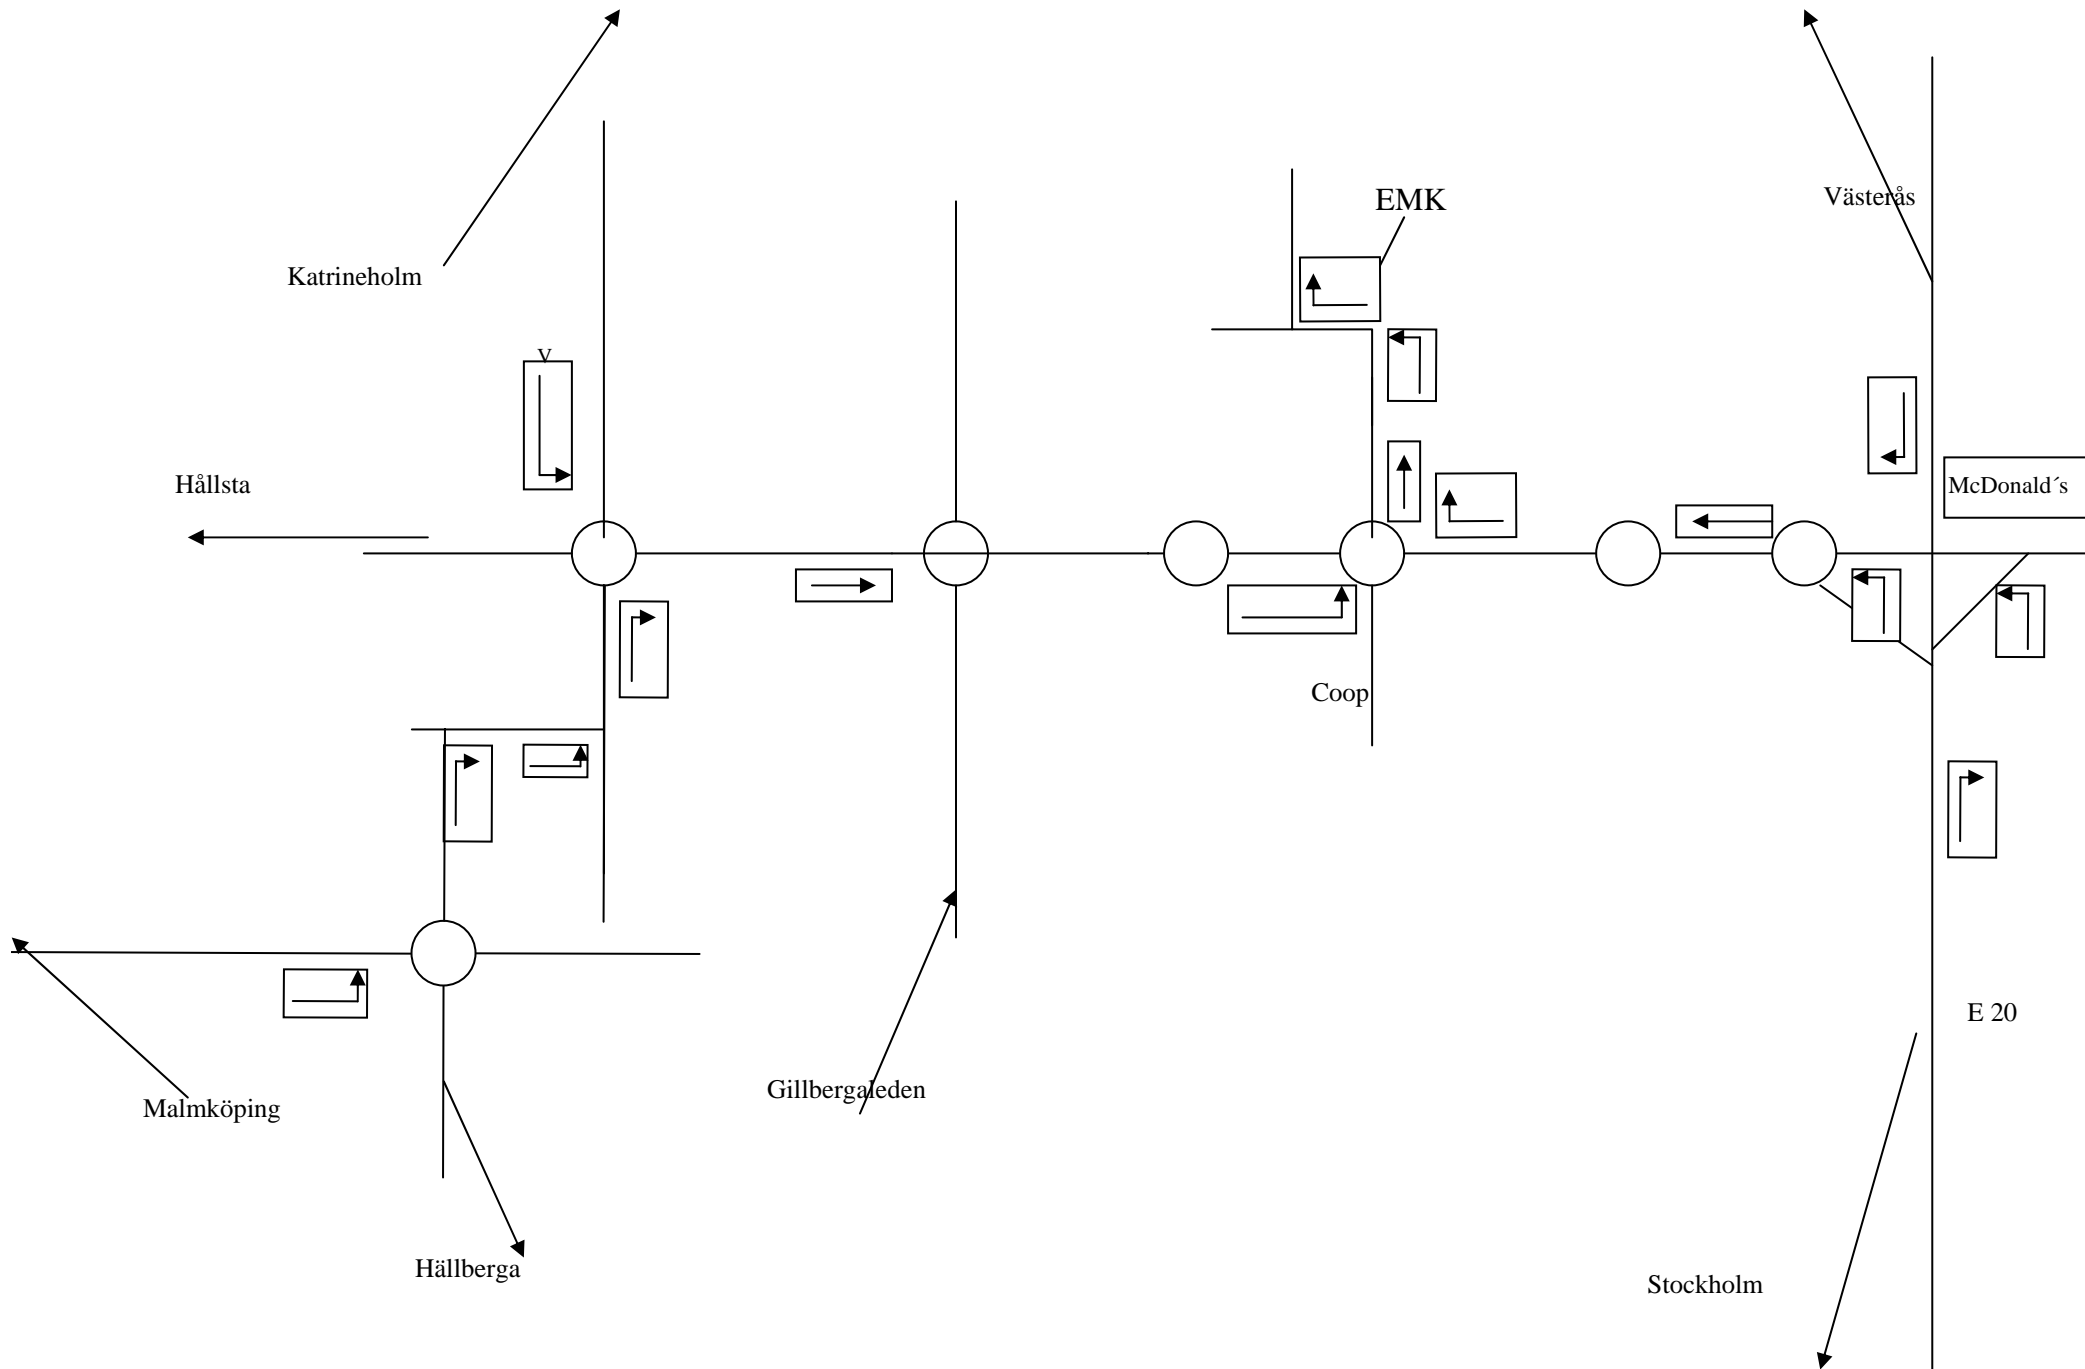 Västerås
EMK
Katrineholm
V
Hållsta
McDonald´s
Coop
E 20
Gillbergaleden
Malmköping
Hällberga
Stockholm